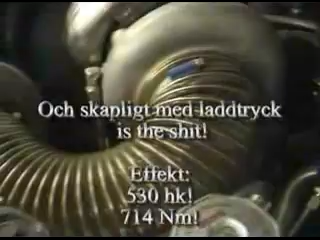 Och skapligt med laddtryck
is the shit!
Effekt:
530 hk!
714 Nm!